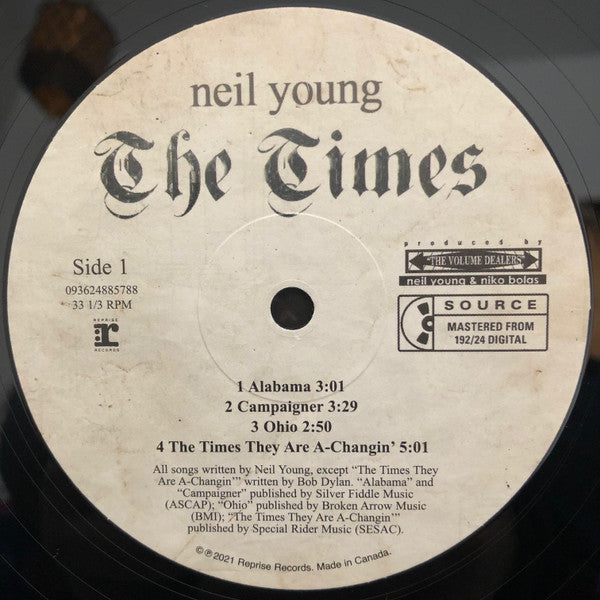 neil young
The Times
produced by
"THE VOLUME DEALERS"
neil young & niko bolas
Side 1
093624885788
33 1/3 RPM
REPRISE
r
RECORDS
SOURCE
MASTERED FROM
192/24 DIGITAL
1 Alabama 3:01
2 Campaigner 3:29
3 Ohio 2:50
4 The Times They Are A-Changin’ 5:01
All songs written by Neil Young, except “The Times They
Are A-Changin’” written by Bob Dylan. “Alabama” and
“Campaigner” published by Silver Fiddle Music
(ASCAP); “Ohio” published by Broken Arrow Music
(BMI); “The Times They Are A-Changin’”
published by Special Rider Music (SESAC).
©℗2021 Reprise Records. Made in Canada.